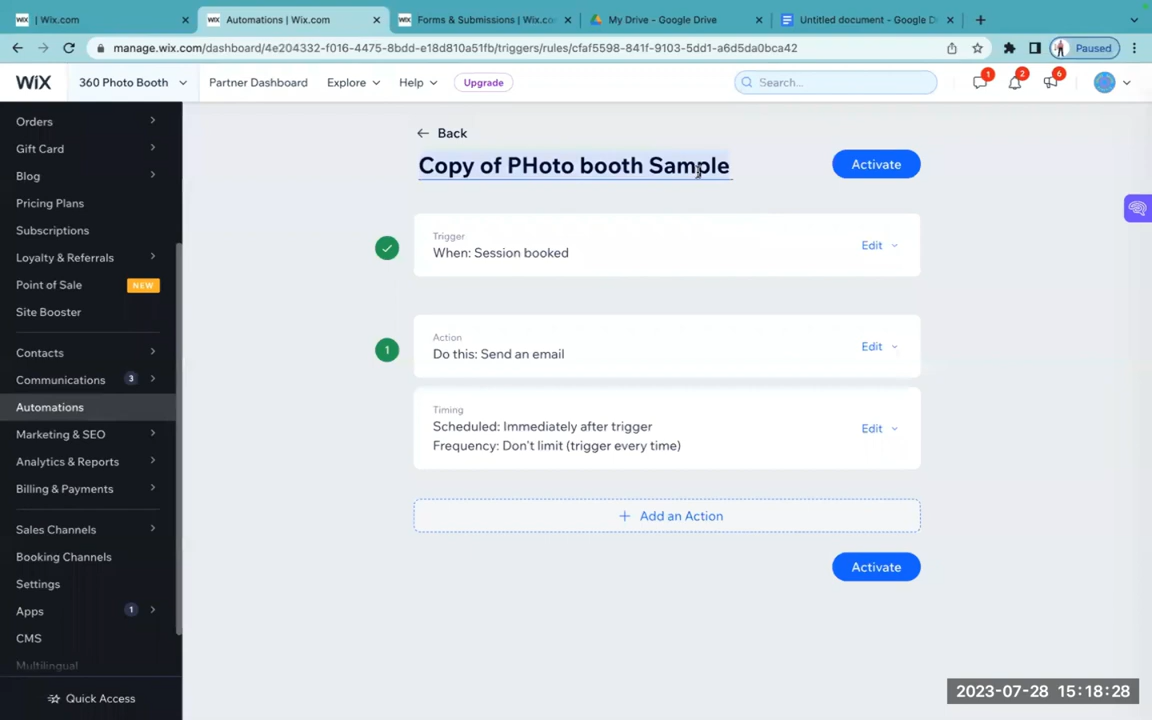 | Wix.com
Automations | Wix.com
Forms & Submissions | Wix.co
My Drive - Google Drive
Untitled document - Google D
manage.wix.com/dashboard/4e204332-f016-4475-8bdd-e18d810a51fb/triggers/rules/cfaf5598-841f-9103-5dd1-a6d5da0bca42
Paused
WIX
360 Photo Booth
Partner Dashboard
Explore
Help
Upgrade
Search...
1
2
6
Orders
Gift Card
Blog
Pricing Plans
Subscriptions
Loyalty & Referrals
Point of Sale NEW
Site Booster
Contacts
Communications 3
Automations
Marketing & SEO
Analytics & Reports
Billing & Payments
Sales Channels
Booking Channels
Settings
Apps 1
CMS
Multilingual
Quick Access
Back
Copy of PHoto booth Sample
Activate
Trigger
When: Session booked
Edit
1
Action
Do this: Send an email
Edit
Timing
Scheduled: Immediately after trigger
Frequency: Don't limit (trigger every time)
Edit
+ Add an Action
Activate
2023-07-28 15:18:28